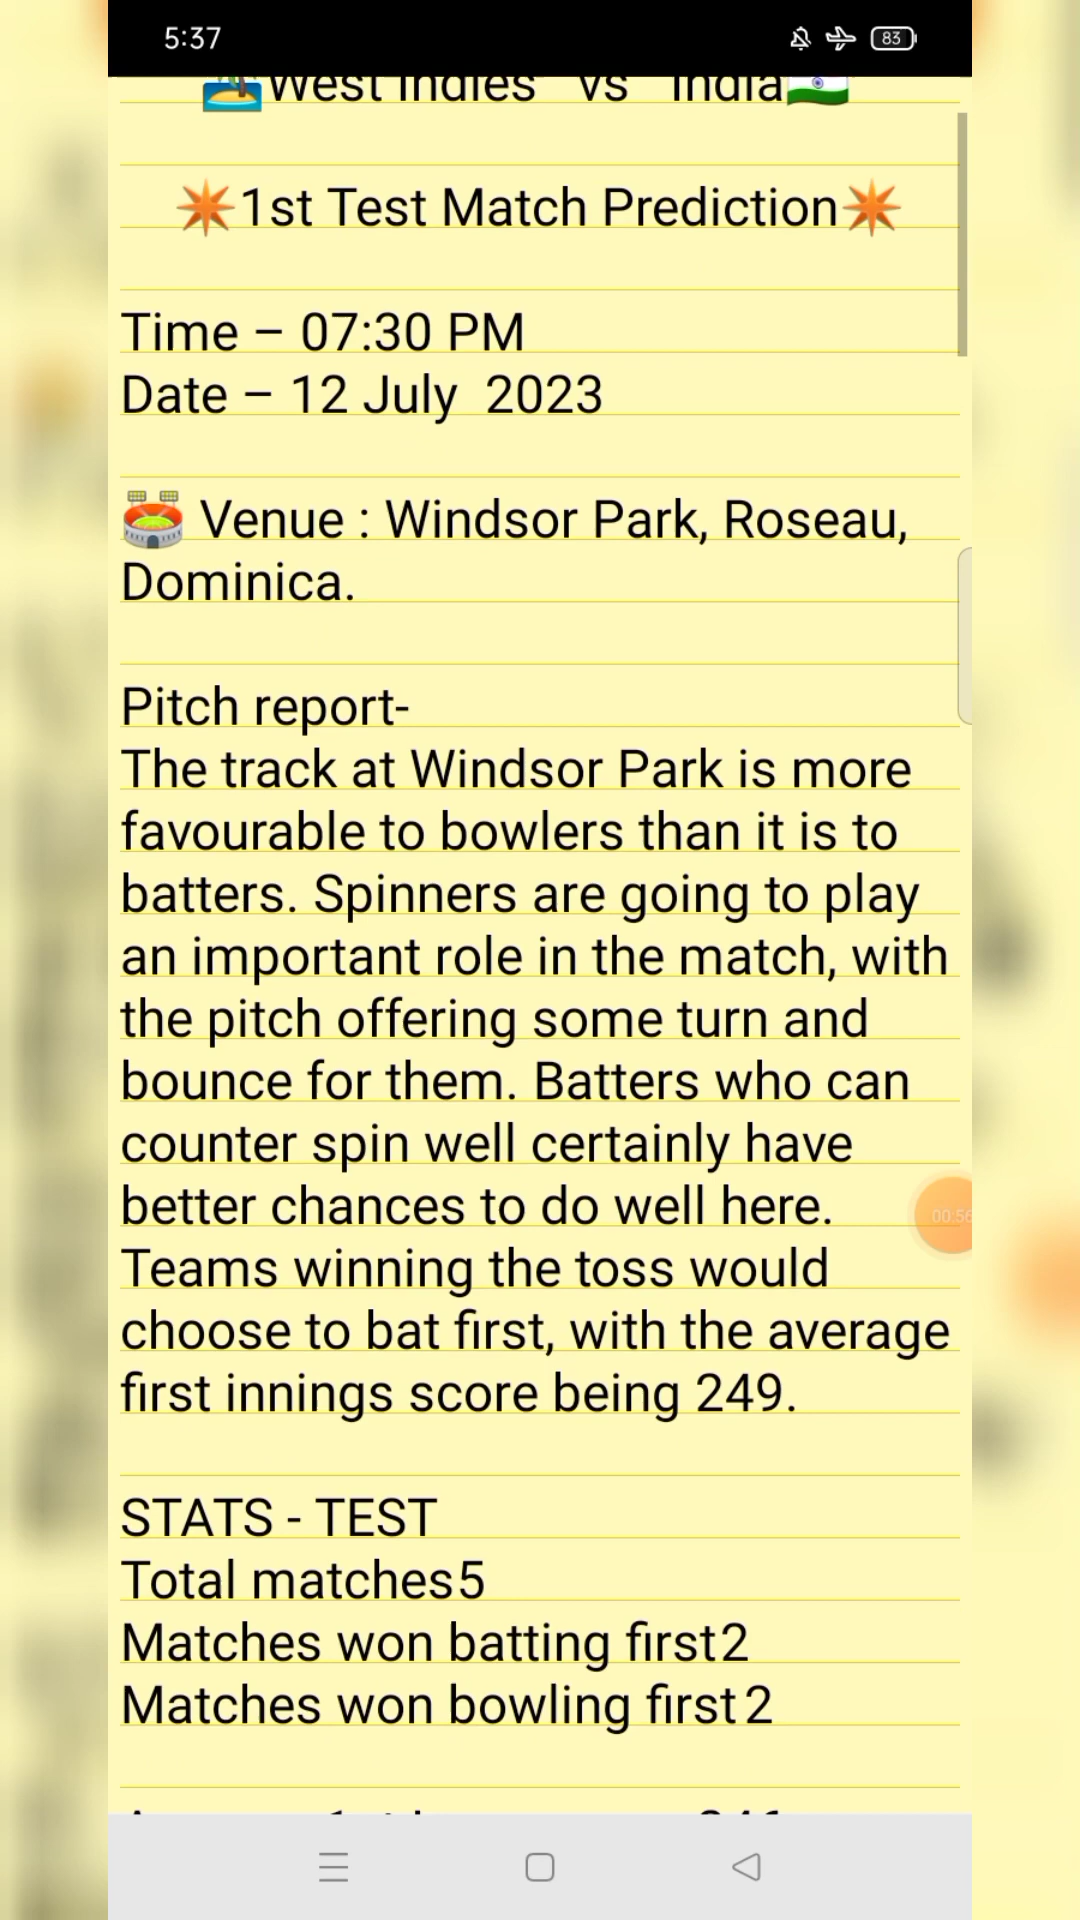 5:37
83
West Indies vs India
1st Test Match Prediction
Time – 07:30 PM
Date – 12 July 2023
Venue : Windsor Park, Roseau,
Dominica.
Pitch report-
The track at Windsor Park is more
favourable to bowlers than it is to
batters. Spinners are going to play
an important role in the match, with
the pitch offering some turn and
bounce for them. Batters who can
counter spin well certainly have
better chances to do well here.
00:56
Teams winning the toss would
choose to bat first, with the average
first innings score being 249.
STATS - TEST
Total matches5
Matches won batting first2
Matches won bowling first2